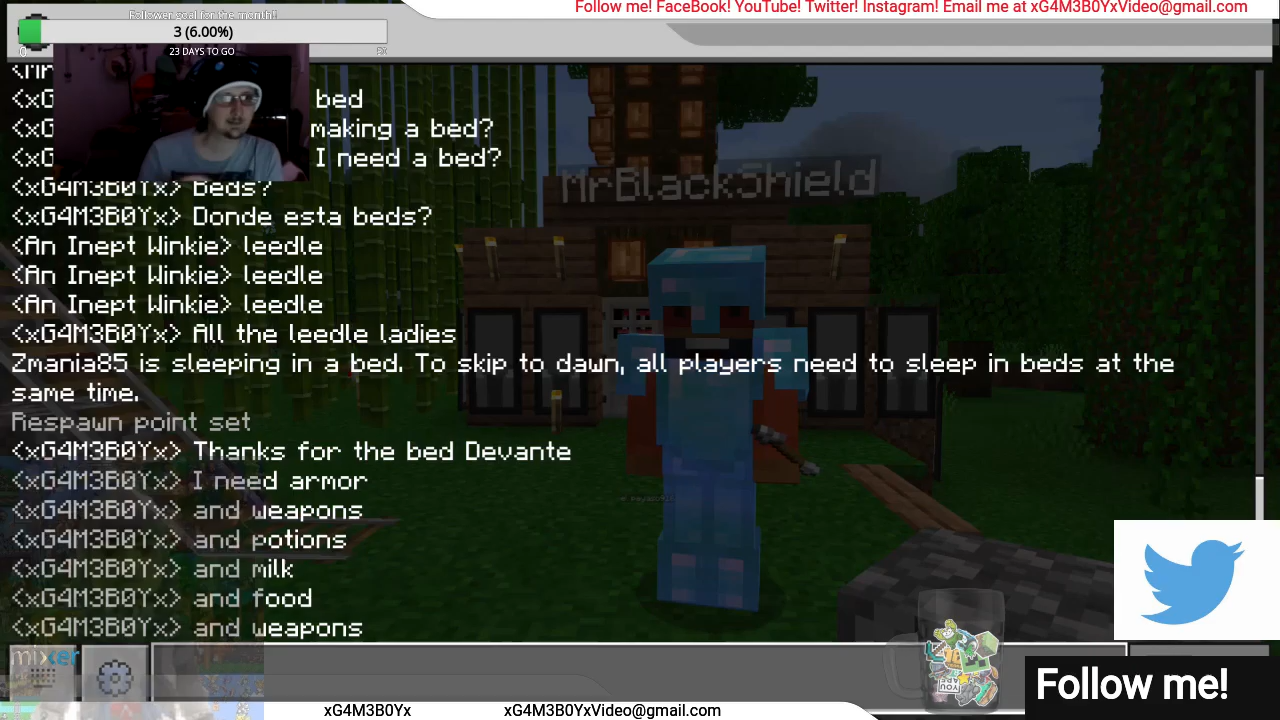 Follow me! FaceBook! YouTube! Twitter! Instagram! Email me at xG4M3B0YxVideo@gmail.com
Follower goal for the month!!
3 (6.00%)
0
23 DAYS TO GO
bed
making a bed?
I need a bed?
MrBlackShield
<xG4M3B0Yx> Beds?
<xG4M3B0Yx> Donde esta beds?
<An Inept Winkie> leedle
<An Inept Winkie> leedle
<An Inept Winkie> leedle
<xG4M3B0Yx> All the leedle ladies
Zmania85 is sleeping in a bed. To skip to dawn, all players need to sleep in beds at the
same time.
Respawn point set
<xG4M3B0Yx> Thanks for the bed Devante
<xG4M3B0Yx> I need armor
<xG4M3B0Yx> and weapons
<xG4M3B0Yx> and potions
<xG4M3B0Yx> and milk
<xG4M3B0Yx> and food
<xG4M3B0Yx> and weapons
mixer
Follow me!
xG4M3B0Yx xG4M3B0YxVideo@gmail.com